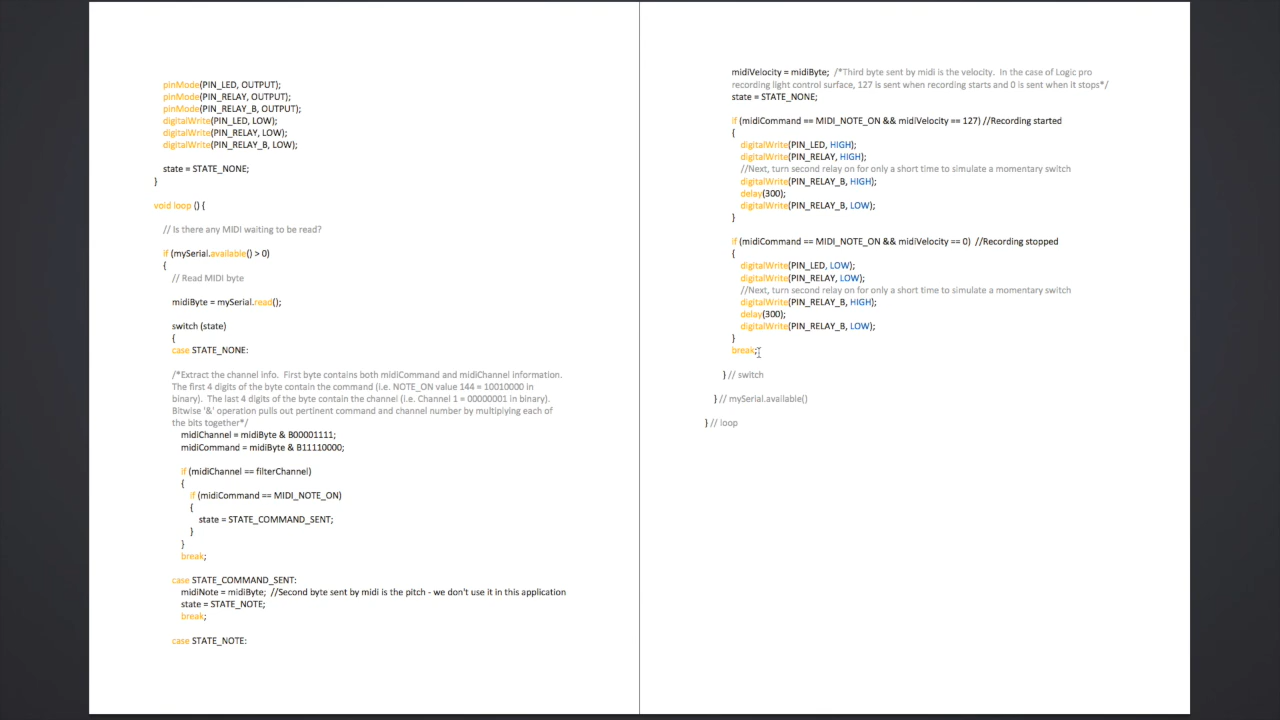 pinMode(PIN_LED, OUTPUT);
pinMode(PIN_RELAY, OUTPUT);
pinMode(PIN_RELAY_B, OUTPUT);
digitalWrite(PIN_LED, LOW);
digitalWrite(PIN_RELAY, LOW);
digitalWrite(PIN_RELAY_B, LOW);
state = STATE_NONE;
}
void loop () {
// Is there any MIDI waiting to be read?
if (mySerial.available() > 0)
{
// Read MIDI byte
midiByte = mySerial.read();
switch (state)
{
case STATE_NONE:
/*Extract the channel info.  First byte contains both midiCommand and midiChannel information.
The first 4 digits of the byte contain the command (i.e. NOTE_ON value 144 = 10010000 in
binary).  The last 4 digits of the byte contain the channel (i.e. Channel 1 = 00000001 in binary).
Bitwise '&' operation pulls out pertinent command and channel number by multiplying each of
the bits together*/
midiChannel = midiByte & B00001111;
midiCommand = midiByte & B11110000;
if (midiChannel == filterChannel)
{
if (midiCommand == MIDI_NOTE_ON)
{
state = STATE_COMMAND_SENT;
}
}
break;
case STATE_COMMAND_SENT:
midiNote = midiByte;  //Second byte sent by midi is the pitch - we don't use it in this application
state = STATE_NOTE;
break;
case STATE_NOTE:
midiVelocity = midiByte;  /*Third byte sent by midi is the velocity.  In the case of Logic pro
recording light control surface, 127 is sent when recording starts and 0 is sent when it stops*/
state = STATE_NONE;
if (midiCommand == MIDI_NOTE_ON && midiVelocity == 127) //Recording started
{
digitalWrite(PIN_LED, HIGH);
digitalWrite(PIN_RELAY, HIGH);
//Next, turn second relay on for only a short time to simulate a momentary switch
digitalWrite(PIN_RELAY_B, HIGH);
delay(300);
digitalWrite(PIN_RELAY_B, LOW);
}
if (midiCommand == MIDI_NOTE_ON && midiVelocity == 0)  //Recording stopped
{
digitalWrite(PIN_LED, LOW);
digitalWrite(PIN_RELAY, LOW);
//Next, turn second relay on for only a short time to simulate a momentary switch
digitalWrite(PIN_RELAY_B, HIGH);
delay(300);
digitalWrite(PIN_RELAY_B, LOW);
}
break;
} // switch
} // mySerial.available()
} // loop